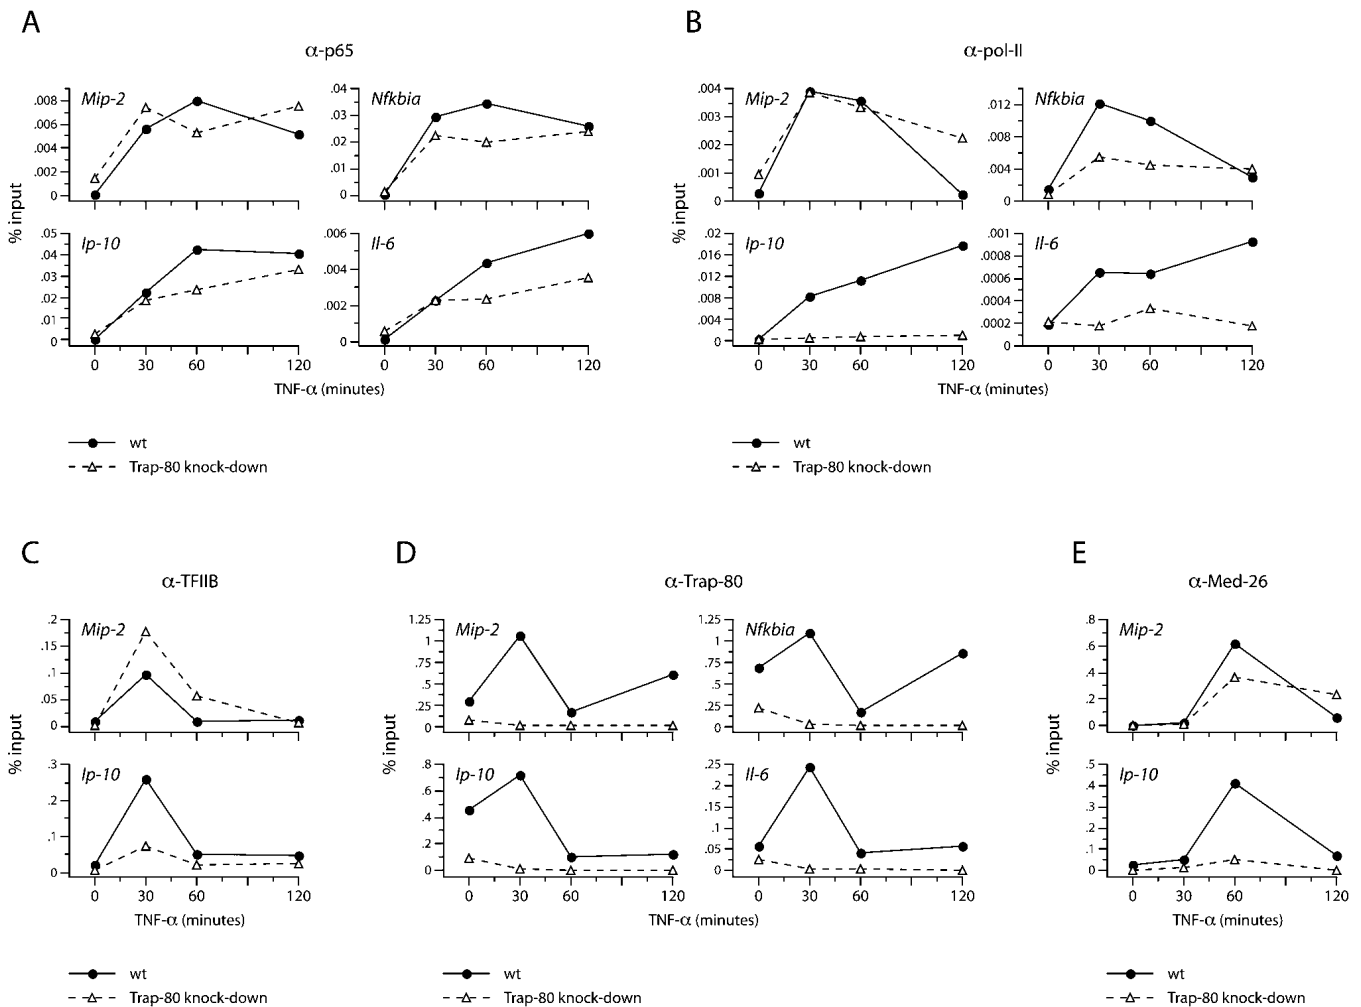 A
α-p65
% input
Mip-2
.008
.006
.004
.002
0
Nfkbia
.04
.03
.02
.01
0
Ip-10
.05
.04
.03
.02
.01
0
Il-6
.006
.004
.002
0
0 30 60 120
0 30 60 120
TNF-α (minutes)
wt
Trap-80 knock-down
B
α-pol-II
% input
Mip-2
.004
.003
.002
.001
0
Nfkbia
.012
.008
.004
0
Ip-10
.02
.016
.012
.008
.004
0
Il-6
.001
.0008
.0006
.0004
.0002
0
0 30 60 120
0 30 60 120
TNF-α (minutes)
wt
Trap-80 knock-down
C
α-TFIIB
% input
Mip-2
.2
.15
.1
.05
0
Ip-10
.3
.2
.1
0
0 30 60 120
TNF-α (minutes)
wt
Trap-80 knock-down
D
α-Trap-80
% input
Mip-2
1.25
1
.75
.5
.25
0
Nfkbia
1.25
1
.75
.5
.25
0
Ip-10
.8
.6
.4
.2
0
Il-6
.25
.2
.15
.1
.05
0
0 30 60 120
0 30 60 120
TNF-α (minutes)
wt
Trap-80 knock-down
E
α-Med-26
% input
Mip-2
.8
.6
.4
.2
0
Ip-10
.5
.4
.3
.2
.1
0
0 30 60 120
TNF-α (minutes)
wt
Trap-80 knock-down